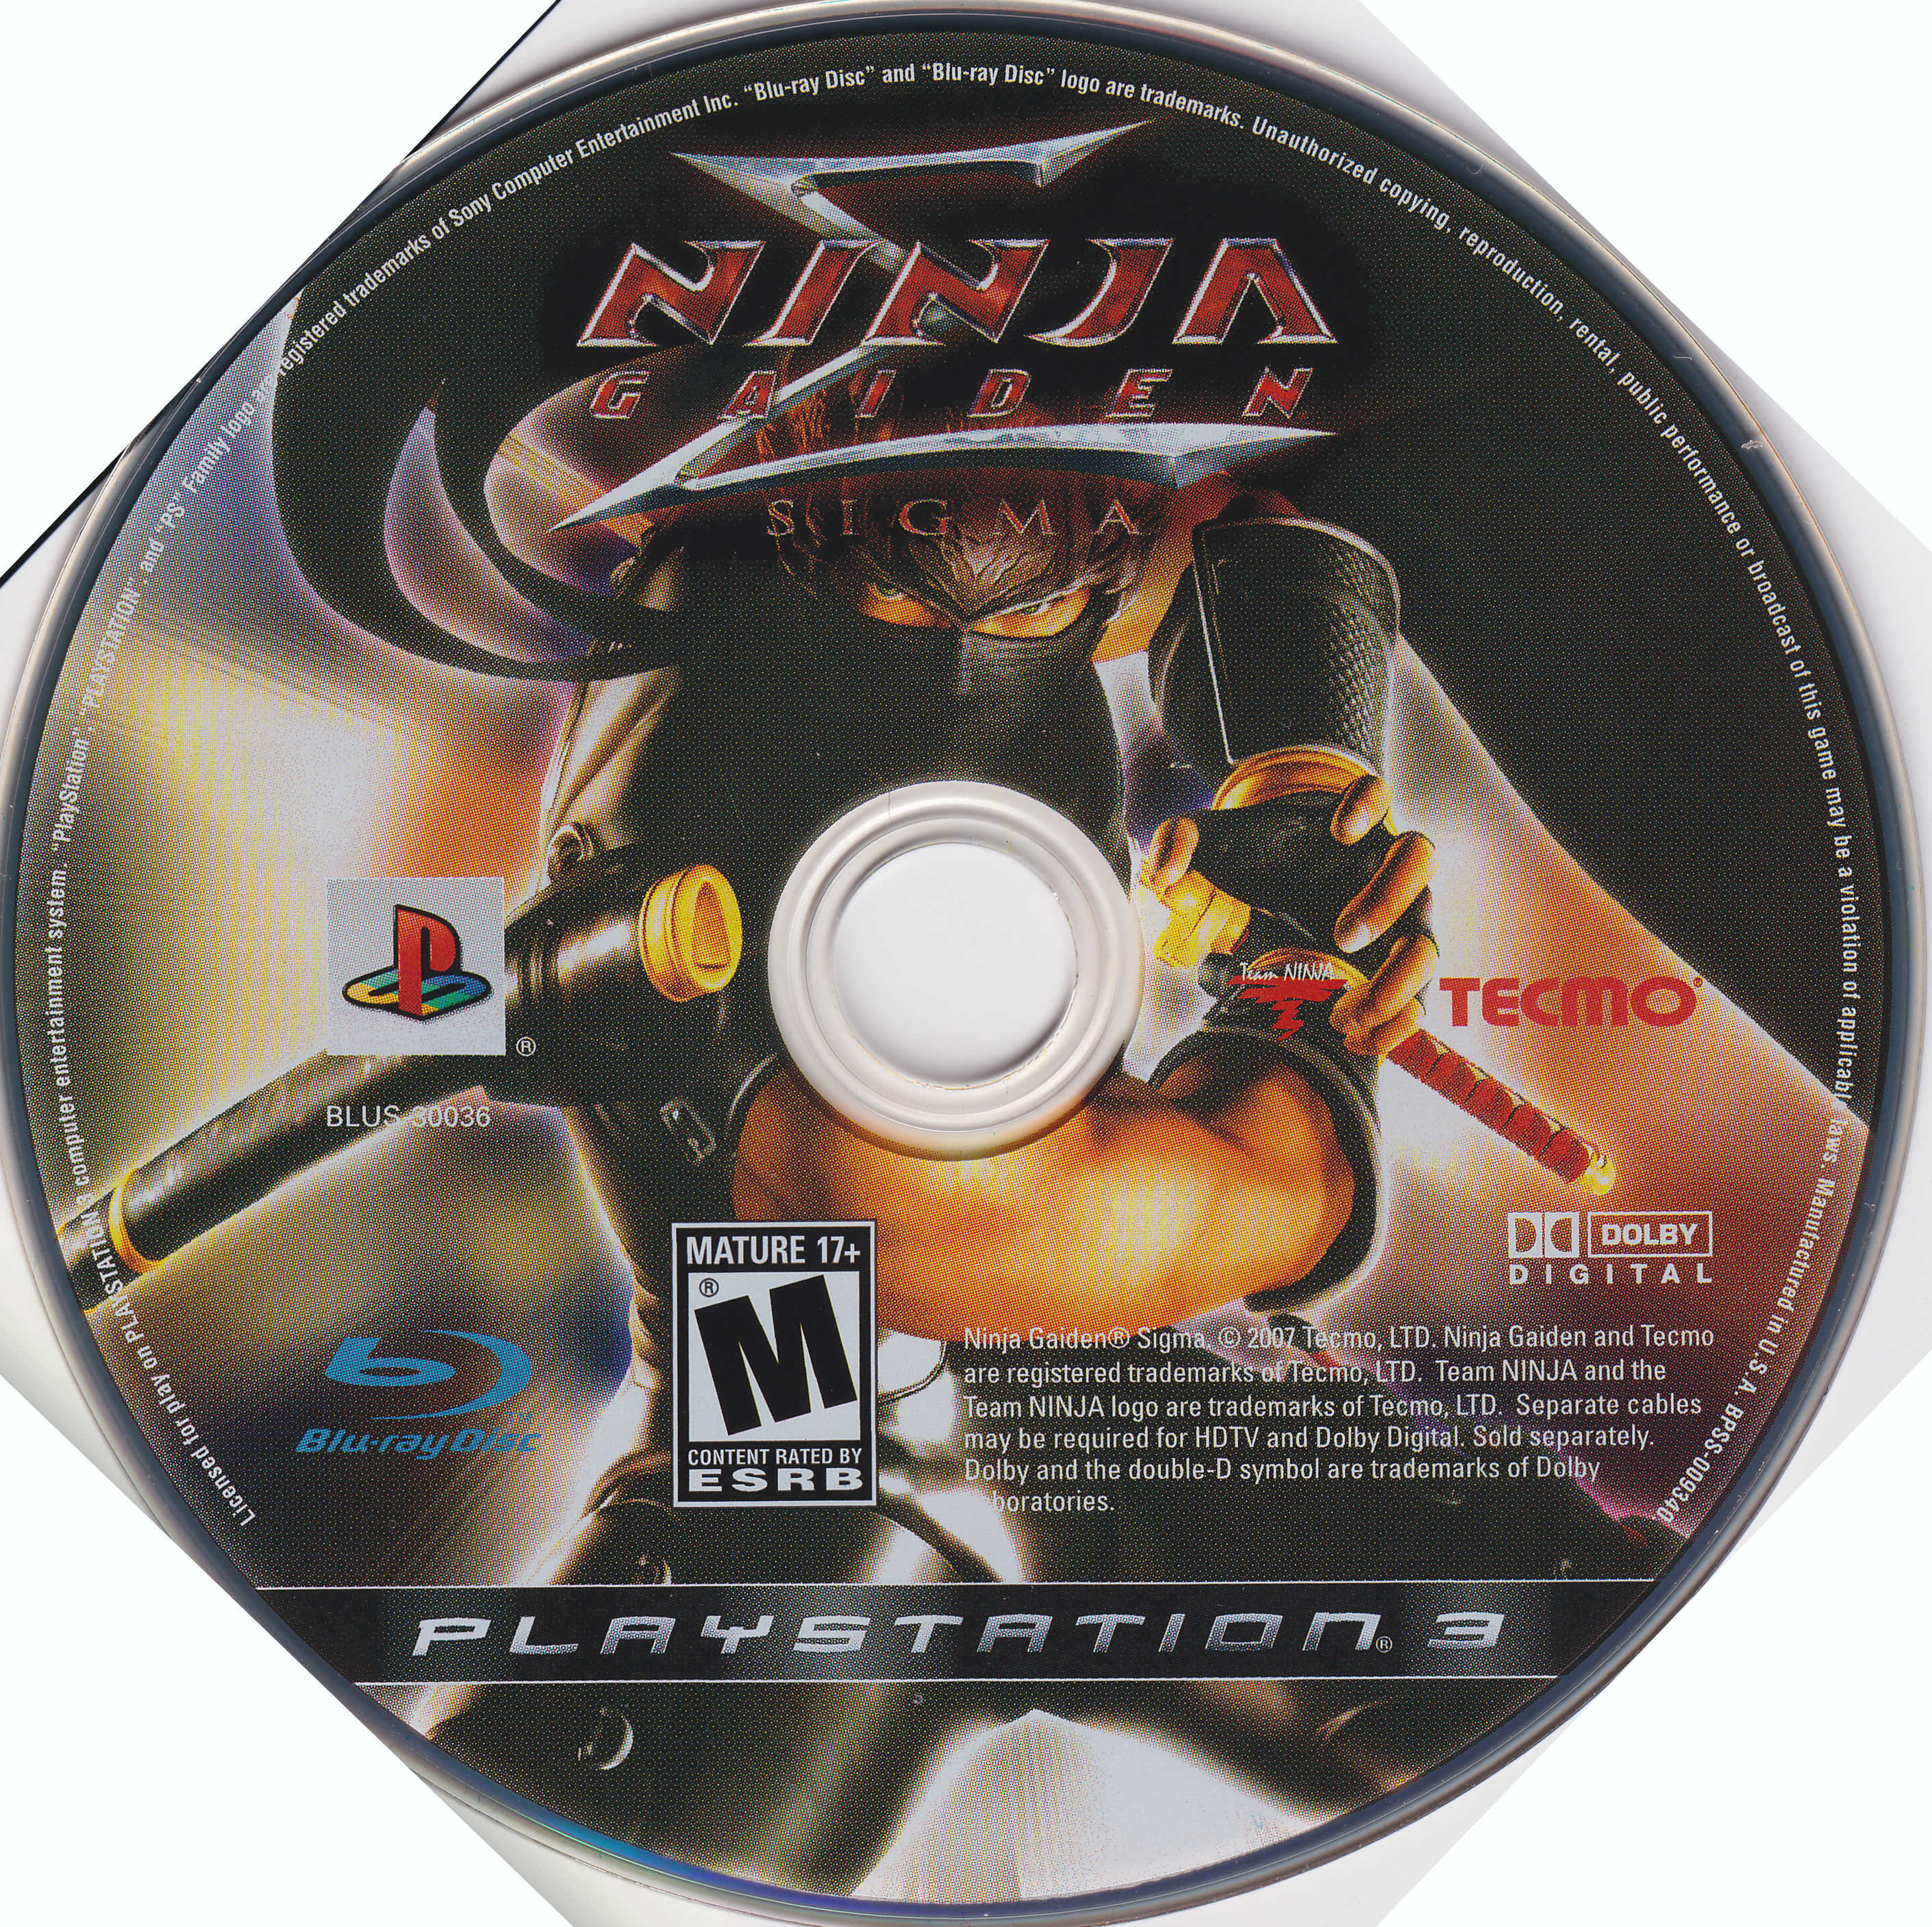 Licensed for play on PLAYSTATION 3 computer entertainment system. "PlayStation", "PLAYSTATION", and "PS" Family logo are registered trademarks of Sony Computer Entertainment Inc. "Blu-ray Disc" and "Blu-ray Disc" logo are trademarks. Unauthorized copying, reproduction, rental, public performance or broadcast of this game may be a violation of applicable laws. Manufactured in U.S.A. BPSS-009340
NINJA
GAIDEN
SIGMA
Team NINJA
TECMO®
®
BLUS-30036
MATURE 17+
®
M
CONTENT RATED BY
ESRB
DOLBY
DIGITAL
Blu-ray Disc
Ninja Gaiden® Sigma © 2007 Tecmo, LTD. Ninja Gaiden and Tecmo
are registered trademarks of Tecmo, LTD. Team NINJA and the
Team NINJA logo are trademarks of Tecmo, LTD. Separate cables
may be required for HDTV and Dolby Digital. Sold separately.
Dolby and the double-D symbol are trademarks of Dolby
Laboratories.
PLAYSTATION® 3